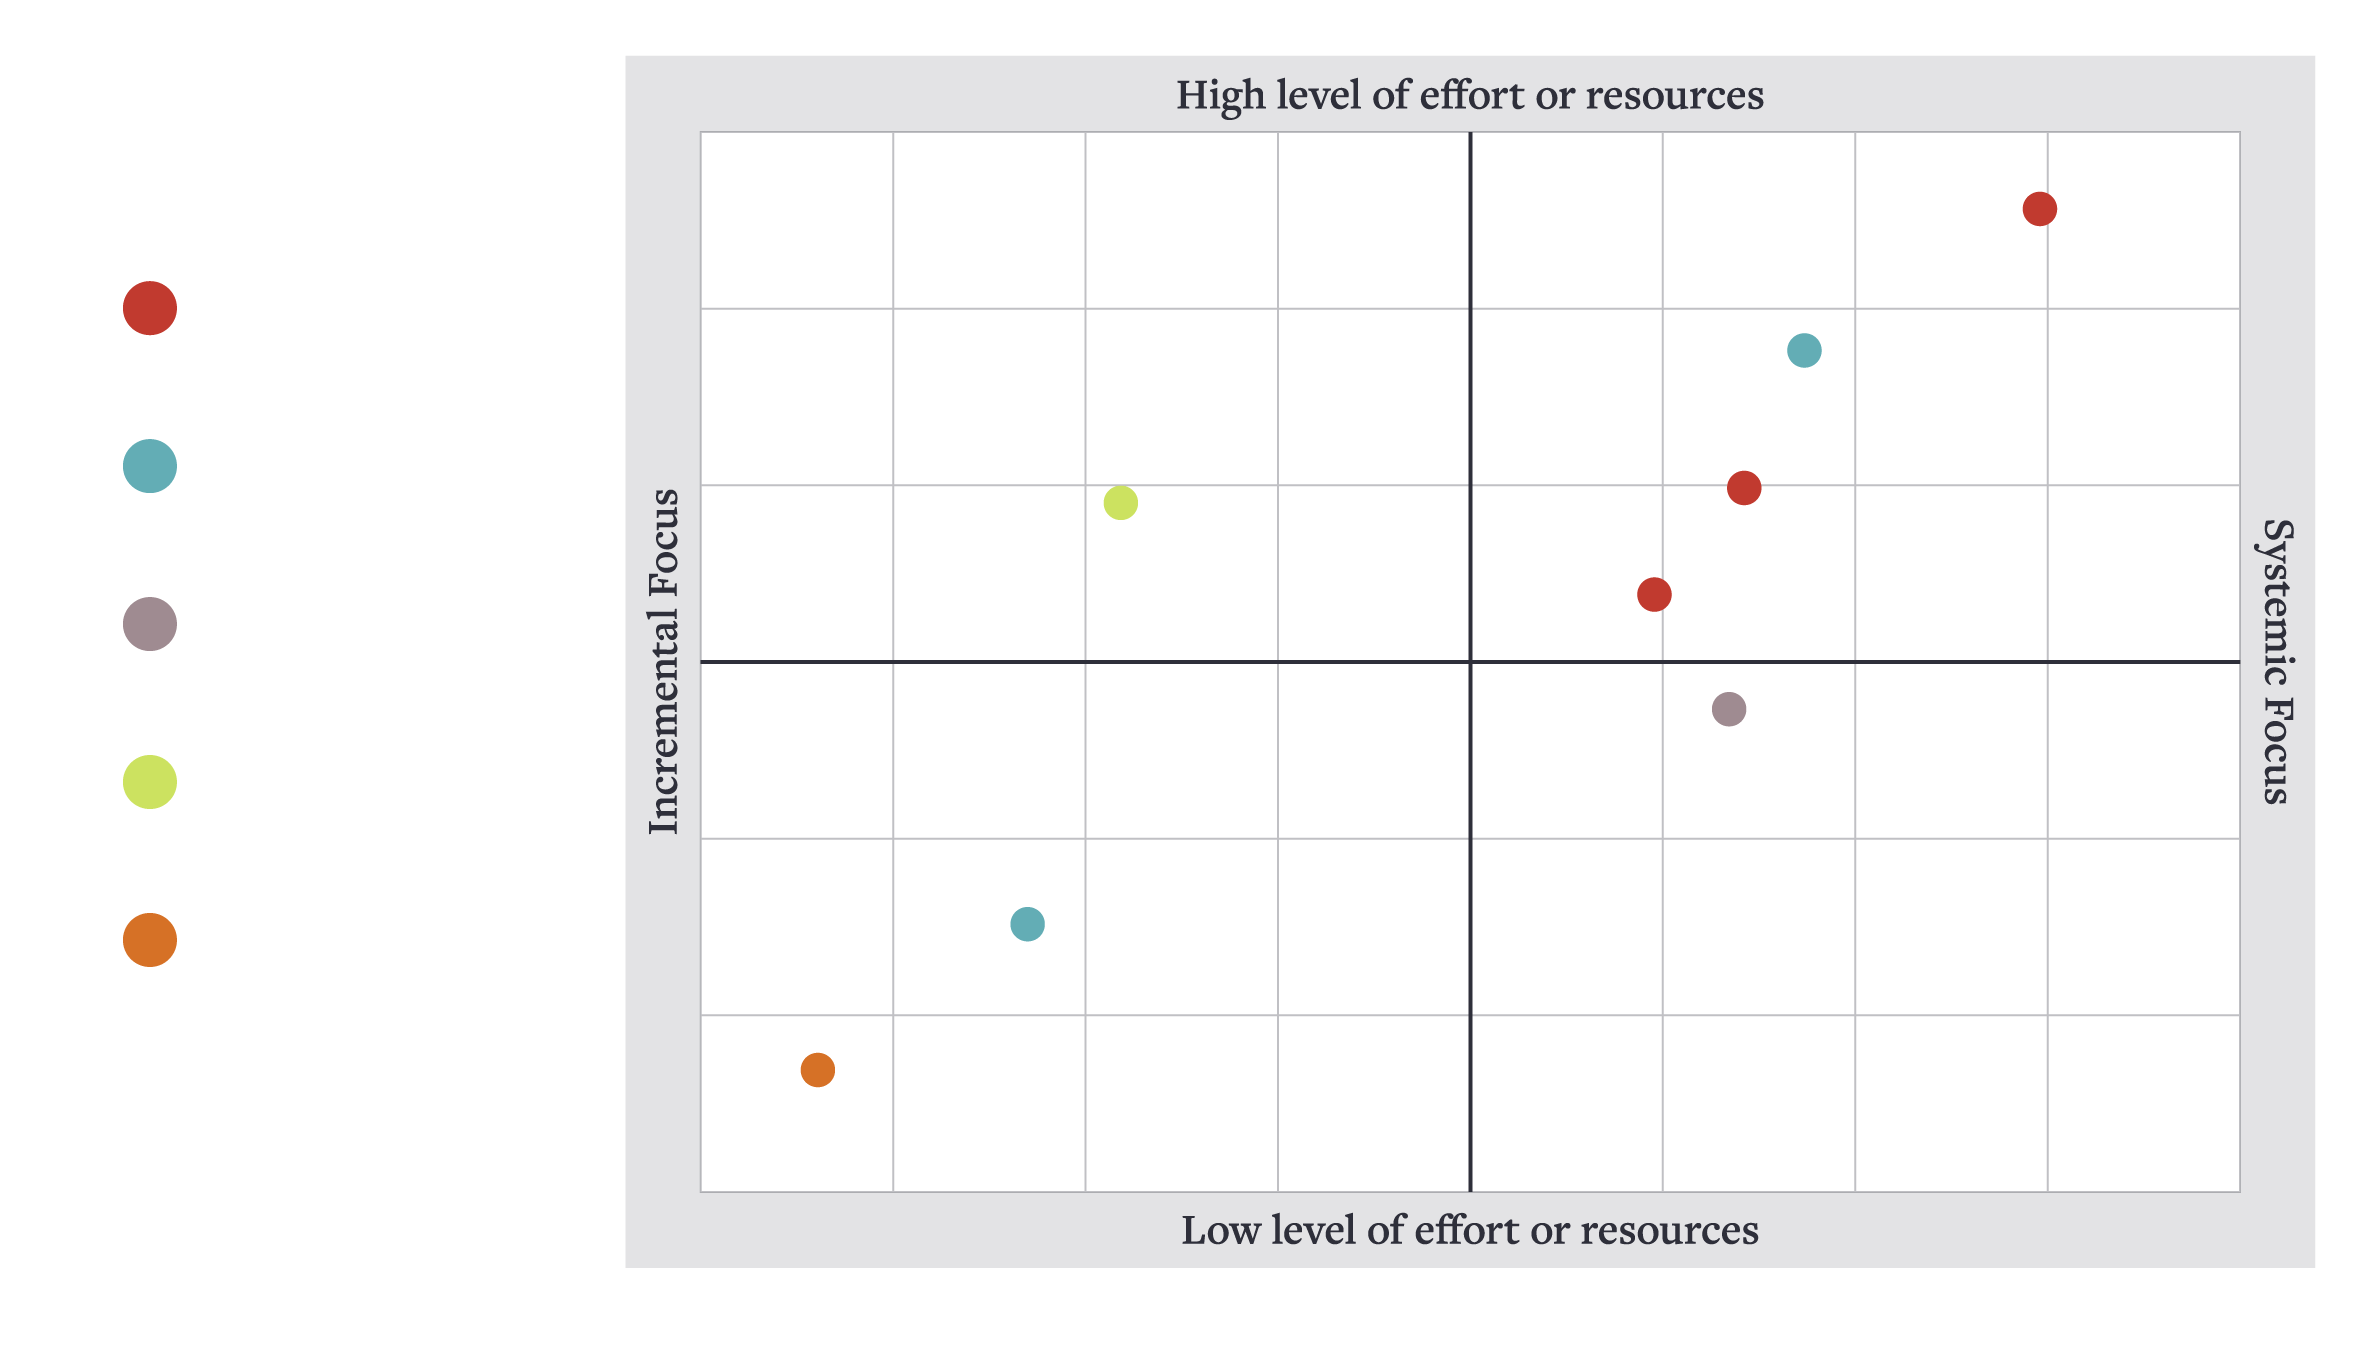 High level of effort or resources
Incremental Focus
Systemic Focus
Low level of effort or resources